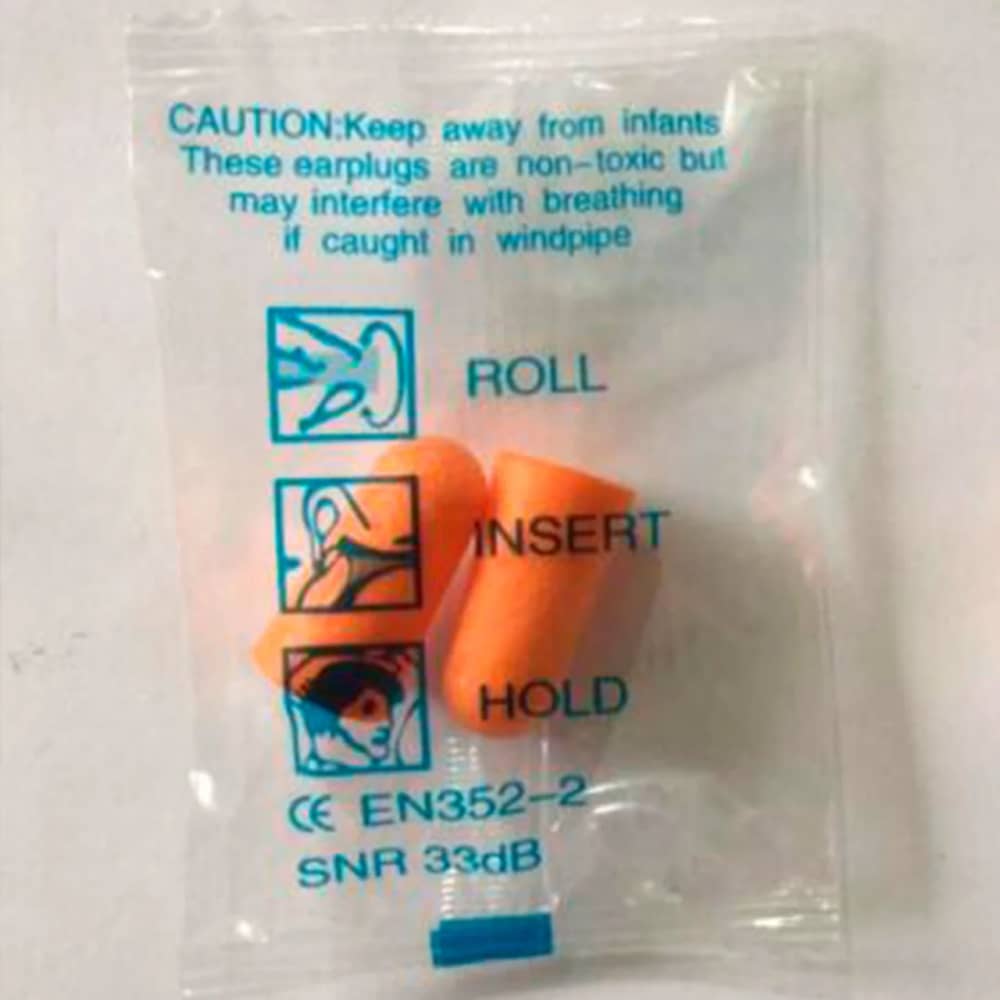 CAUTION:Keep away from infants
These earplugs are non-toxic but
may interfere with breathing
if caught in windpipe
ROLL
INSERT
HOLD
CE EN352-2
SNR 33dB